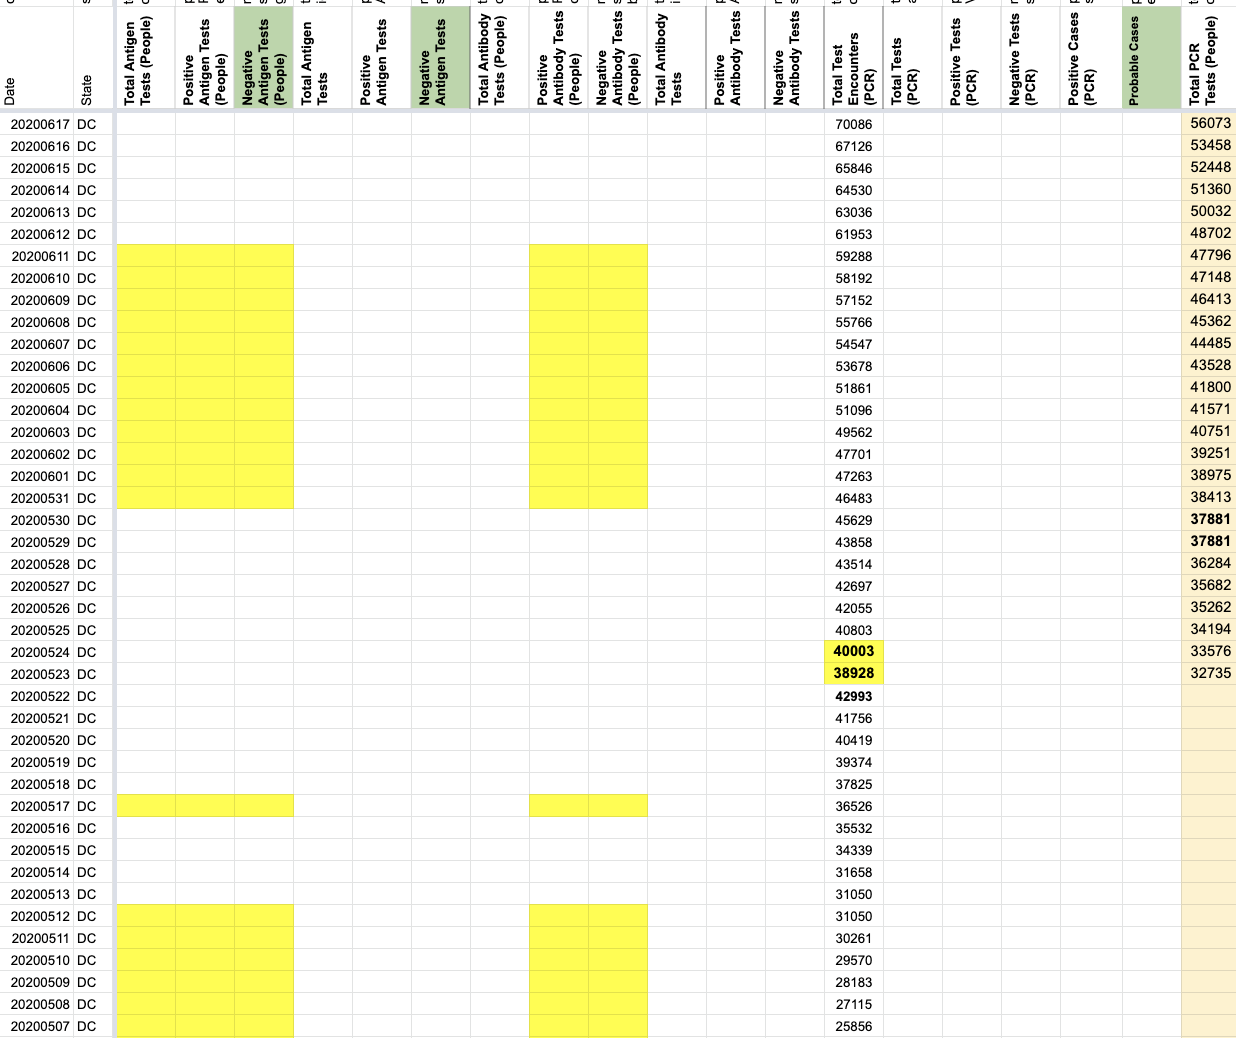 Date State Total Antigen Tests (People) Positive Antigen Tests (People) Negative Antigen Tests (People) Total Antigen Tests Positive Antigen Tests Negative Antigen Tests Total Antibody Tests (People) Positive Antibody Tests (People) Negative Antibody Tests (People) Total Antibody Tests Positive Antibody Tests Negative Antibody Tests Total Test Encounters (PCR) Total Tests (PCR) Positive Tests (PCR) Negative Tests (PCR) Positive Cases (PCR) Probable Cases Total PCR Tests (People)
20200617 DC 70086 56073
20200616 DC 67126 53458
20200615 DC 65846 52448
20200614 DC 64530 51360
20200613 DC 63036 50032
20200612 DC 61953 48702
20200611 DC 59288 47796
20200610 DC 58192 47148
20200609 DC 57152 46413
20200608 DC 55766 45362
20200607 DC 54547 44485
20200606 DC 53678 43528
20200605 DC 51861 41800
20200604 DC 51096 41571
20200603 DC 49562 40751
20200602 DC 47701 39251
20200601 DC 47263 38975
20200531 DC 46483 38413
20200530 DC 45629 37881
20200529 DC 43858 37881
20200528 DC 43514 36284
20200527 DC 42697 35682
20200526 DC 42055 35262
20200525 DC 40803 34194
20200524 DC 40003 33576
20200523 DC 38928 32735
20200522 DC 42993
20200521 DC 41756
20200520 DC 40419
20200519 DC 39374
20200518 DC 37825
20200517 DC 36526
20200516 DC 35532
20200515 DC 34339
20200514 DC 31658
20200513 DC 31050
20200512 DC 31050
20200511 DC 30261
20200510 DC 29570
20200509 DC 28183
20200508 DC 27115
20200507 DC 25856